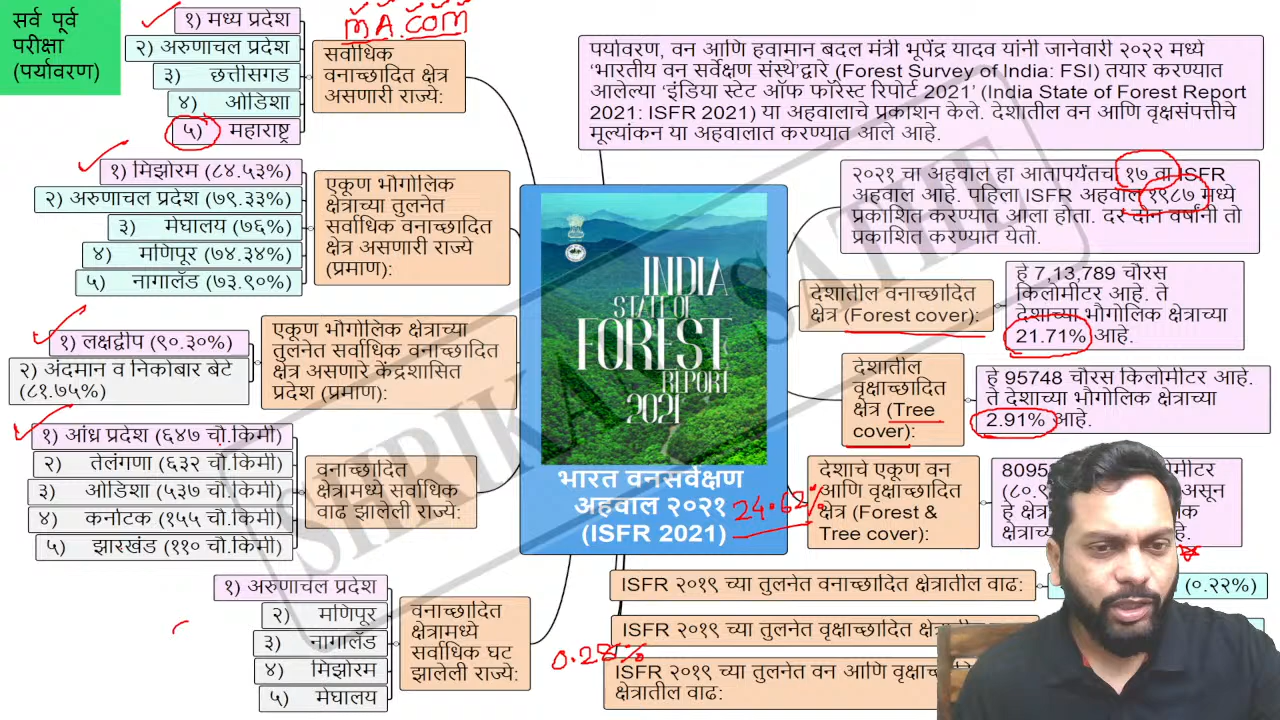 सर्व पूर्व
परीक्षा
(पर्यावरण)
१) मध्य प्रदेश
२) अरुणाचल प्रदेश
३) छत्तीसगड
४) ओडिशा
५) महाराष्ट्र
mA.COM
सर्वाधिक
वनाच्छादित क्षेत्र
असणारी राज्ये:
१) मिझोरम (८४.५३%)
२) अरुणाचल प्रदेश (७९.३३%)
३) मेघालय (७६%)
४) मणिपूर (७४.३४%)
५) नागालॅड (७३.९०%)
एकूण भौगोलिक
क्षेत्राच्या तुलनेत
सर्वाधिक वनाच्छादित
क्षेत्र असणारी राज्ये
(प्रमाण):
१) लक्षद्वीप (९०.३०%)
२) अंदमान व निकोबार बेटे
(८१.७५%)
एकूण भौगोलिक क्षेत्राच्या
तुलनेत सर्वाधिक वनाच्छादित
क्षेत्र असणारे केंद्रशासित
प्रदेश (प्रमाण):
१) आंध्र प्रदेश (६४७ चौ.किमी)
२) तेलंगणा (६३२ चौ.किमी)
३) ओडिशा (५३७ चौ.किमी)
४) कर्नाटक (१५५ चौ.किमी)
५) झारखंड (११० चौ.किमी)
वनाच्छादित
क्षेत्रामध्ये सर्वाधिक
वाढ झालेली राज्ये:
१) अरुणाचल प्रदेश
२) मणिपूर
३) नागालॅड
४) मिझोरम
५) मेघालय
वनाच्छादित
क्षेत्रामध्ये
सर्वाधिक घट
झालेली राज्ये:
INDIA
STATE OF
FOREST
REPORT
2021
भारत वनसर्वेक्षण
अहवाल २०२१
(ISFR 2021)
24.62%
पर्यावरण, वन आणि हवामान बदल मंत्री भूपेंद्र यादव यांनी जानेवारी २०२२ मध्ये
'भारतीय वन सर्वेक्षण संस्थे'द्वारे (Forest Survey of India: FSI) तयार करण्यात
आलेल्या 'इंडिया स्टेट ऑफ फॉरेस्ट रिपोर्ट 2021' (India State of Forest Report
2021: ISFR 2021) या अहवालाचे प्रकाशन केले. देशातील वन आणि वृक्षसंपत्तीचे
मूल्यांकन या अहवालात करण्यात आले आहे.
२०२१ चा अहवाल हा आतापर्यंतचा १७ वा ISFR
अहवाल आहे. पहिला ISFR अहवाल १९८७ मध्ये
प्रकाशित करण्यात आला होता. दर दोन वर्षांनी तो
प्रकाशित करण्यात येतो.
देशातील वनाच्छादित
क्षेत्र (Forest cover):
हे 7,13,789 चौरस
किलोमीटर आहे. ते
देशाच्या भौगोलिक क्षेत्राच्या
21.71% आहे.
देशातील
वृक्षाच्छादित
क्षेत्र (Tree
cover):
हे 95748 चौरस किलोमीटर आहे.
ते देशाच्या भौगोलिक क्षेत्राच्या
2.91% आहे.
देशाचे एकूण वन
आणि वृक्षाच्छादित
क्षेत्र (Forest &
Tree cover):
असून
हे
ISFR २०१९ च्या तुलनेत वनाच्छादित क्षेत्रातील वाढ:
(०.२२%)
ISFR २०१९ च्या तुलनेत वृक्षाच्छादित
0.28%
ISFR २०१९ च्या तुलनेत वन आणि
क्षेत्रातील वाढ:
SHRIKANT SATHE